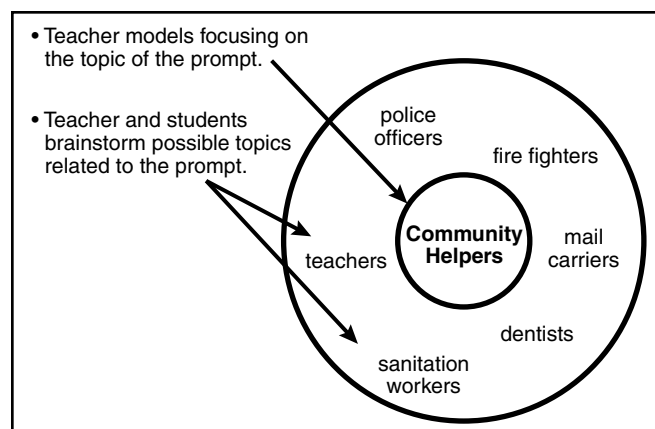 • Teacher models focusing on
the topic of the prompt.
• Teacher and students
brainstorm possible topics
related to the prompt.
police
officers
fire fighters
Community
Helpers
teachers
mail
carriers
dentists
sanitation
workers